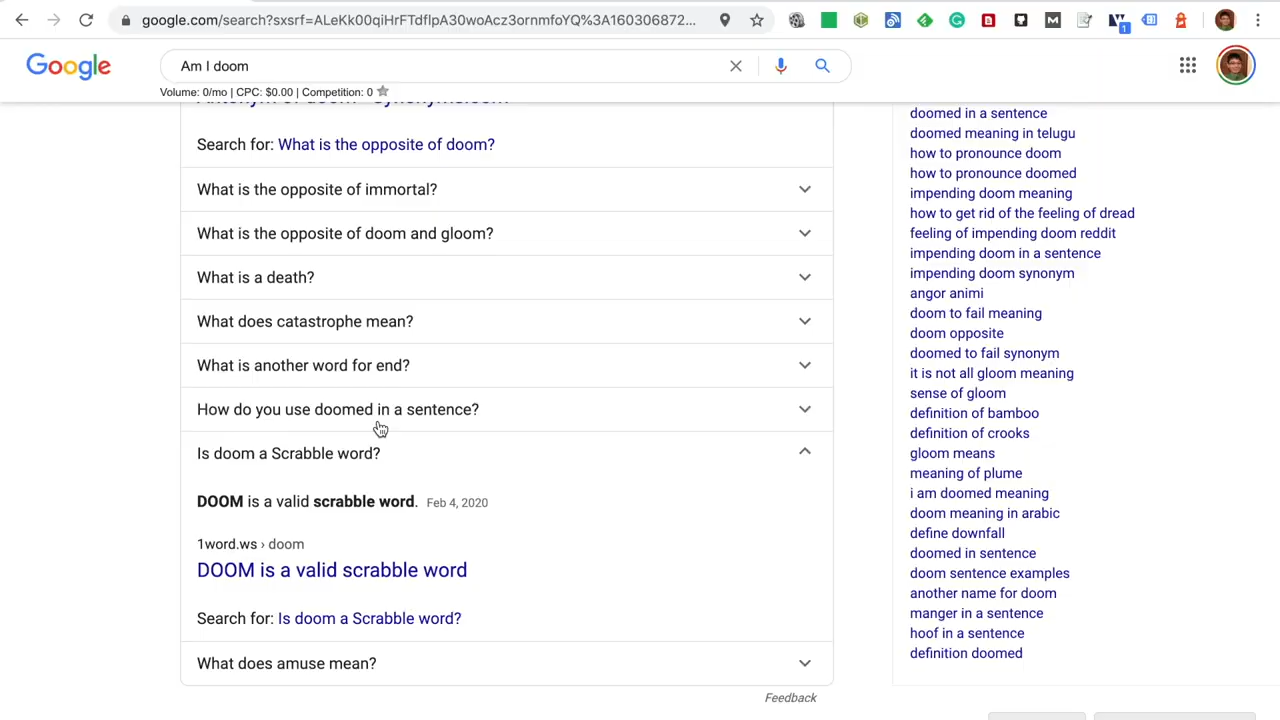 google.com/search?sxsrf=ALeKk00qiHrFTdflpA30woAcz3ornmfoYQ%3A160306872...
1
Google
Am I doom
Volume: 0/mo | CPC: $0.00 | Competition: 0
Antonym of doom - Synonyms.com
Search for: What is the opposite of doom?
What is the opposite of immortal?
What is the opposite of doom and gloom?
What is a death?
What does catastrophe mean?
What is another word for end?
How do you use doomed in a sentence?
Is doom a Scrabble word?
DOOM is a valid scrabble word. Feb 4, 2020
1word.ws › doom
DOOM is a valid scrabble word
Search for: Is doom a Scrabble word?
What does amuse mean?
Feedback
doomed in a sentence
doomed meaning in telugu
how to pronounce doom
how to pronounce doomed
impending doom meaning
how to get rid of the feeling of dread
feeling of impending doom reddit
impending doom in a sentence
impending doom synonym
angor animi
doom to fail meaning
doom opposite
doomed to fail synonym
it is not all gloom meaning
sense of gloom
definition of bamboo
definition of crooks
gloom means
meaning of plume
i am doomed meaning
doom meaning in arabic
define downfall
doomed in sentence
doom sentence examples
another name for doom
manger in a sentence
hoof in a sentence
definition doomed